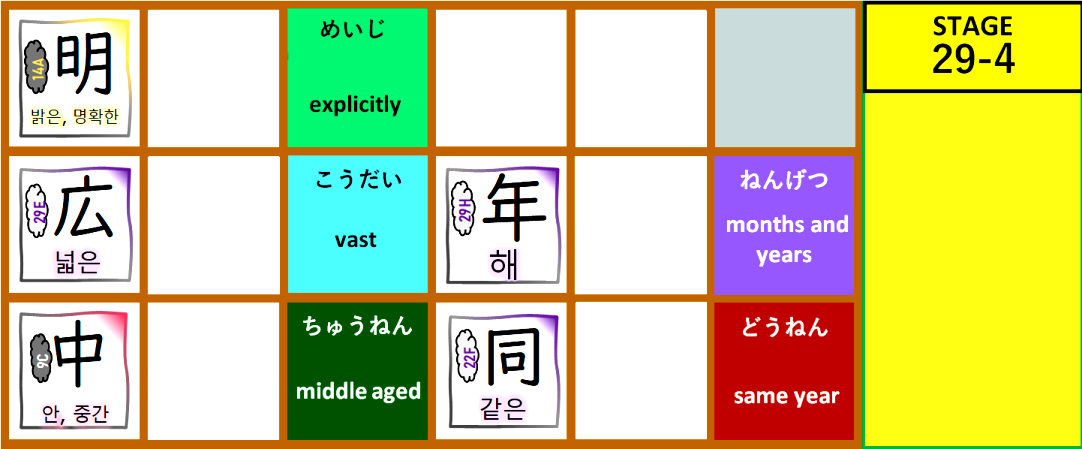 14A
明
밝은, 명확한
めいじ
explicitly
STAGE
29-4
29E
広
넓은
こうだい
vast
29H
年
해
ねんげつ
months and
years
9C
中
안, 중간
ちゅうねん
middle aged
22F
同
같은
どうねん
same year